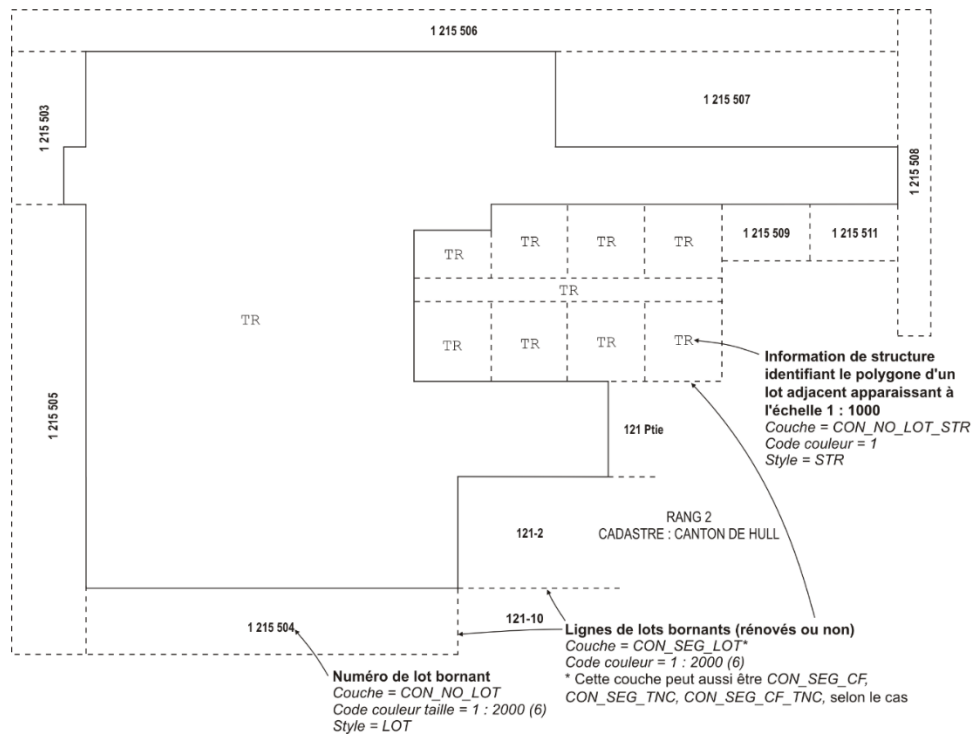 1 215 506
1 215 507
1 215 503
1 215 508
1 215 509
1 215 511
TR
TR
TR
TR
TR
TR
TR
TR
TR
TR
Information de structure
identifiant le polygone d'un
lot adjacent apparaissant à
l'échelle 1 : 1000
Couche = CON_NO_LOT_STR
Code couleur = 1
Style = STR
1 215 505
121 Ptie
121-2
RANG 2
CADASTRE : CANTON DE HULL
1 215 504
121-10
Lignes de lots bornants (rénovés ou non)
Couche = CON_SEG_LOT*
Code couleur = 1 : 2000 (6)
* Cette couche peut aussi être CON_SEG_CF,
CON_SEG_TNC, CON_SEG_CF_TNC, selon le cas
Numéro de lot bornant
Couche = CON_NO_LOT
Code couleur taille = 1 : 2000 (6)
Style = LOT